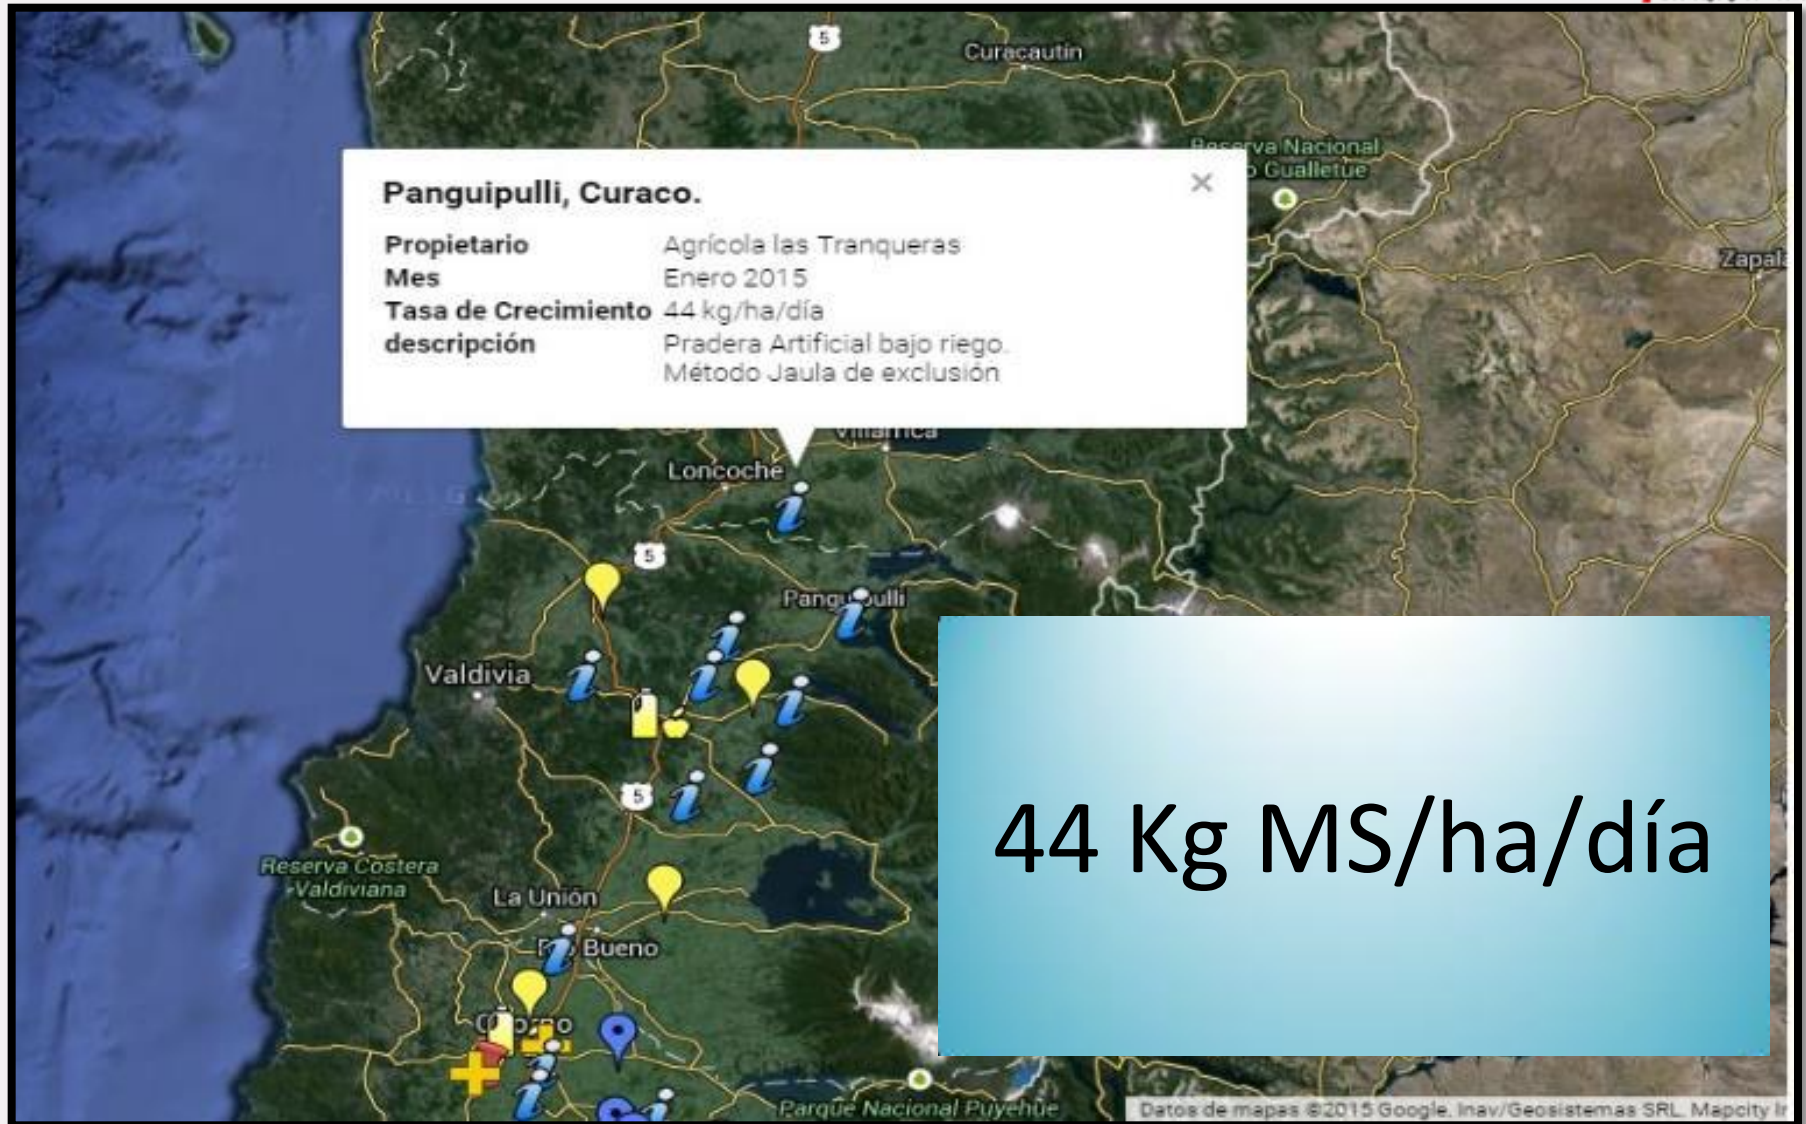 5
Curacautín
Reserva Nacional
Gualletue
Panguipulli, Curaco.
Propietario Agrícola las Tranqueras
Mes Enero 2015
Tasa de Crecimiento 44 kg/ha/día
descripción Pradera Artificial bajo riego.
Método Jaula de exclusión
Villarrica
Loncoche
5
Panguipulli
Valdivia
5
44 Kg MS/ha/día
Reserva Costera
Valdiviana
La Unión
Bueno
Osorno
Parque Nacional Puyehue
Datos de mapas ©2015 Google, Inav/Geosistemas SRL, Mapcity